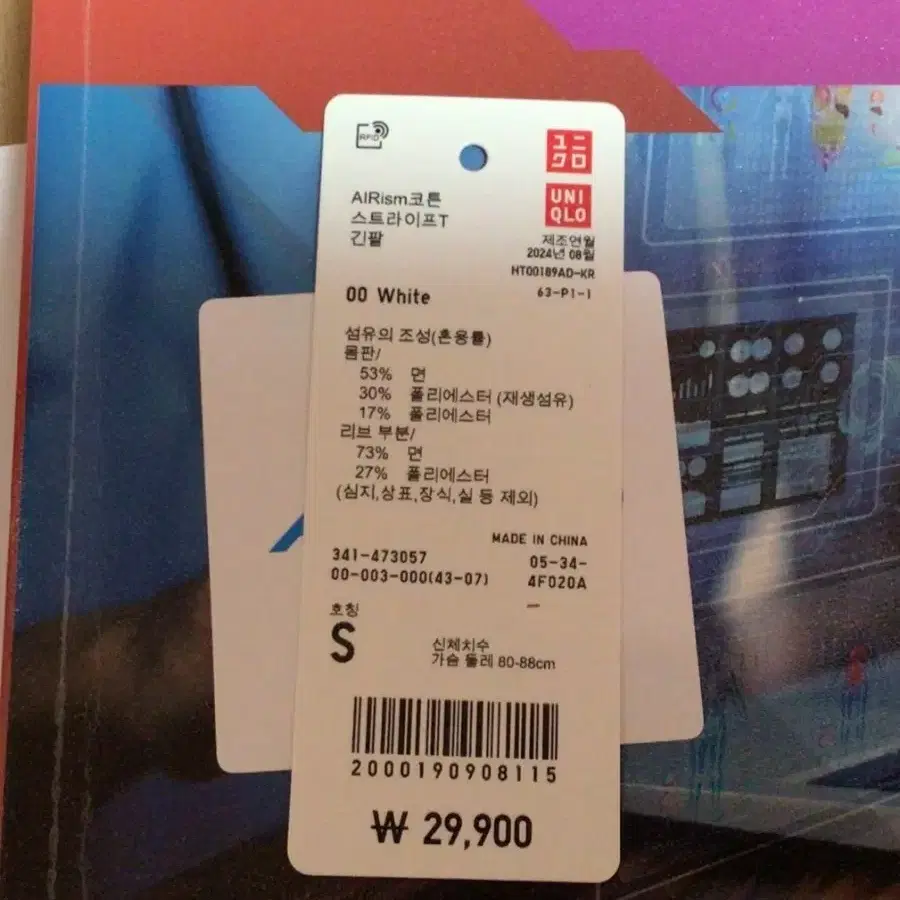 RFID
ユニ
クロ
UNI
QLO
AIRism코튼
스트라이프T
긴팔
제조연월
2024년 08월
HT00189AD-KR
63-P1-1
00 White
섬유의 조성(혼용률)
몸판/
53% 면
30% 폴리에스터 (재생섬유)
17% 폴리에스터
리브 부분/
73% 면
27% 폴리에스터
(심지,상표,장식,실 등 제외)
MADE IN CHINA
341-473057
05-34-
00-003-000(43-07)
4F020A
호칭
S
신체치수
가슴 둘레 80-88cm
2000190908115
₩ 29,900